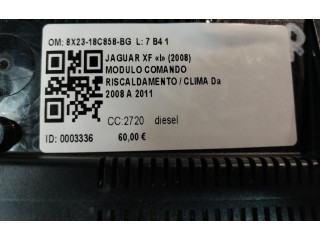 OM: 8X23-18C858-BG L: 7 B4 1
JAGUAR XF «I» (2008)
MODULO COMANDO
RISCALDAMENTO / CLIMA Da
2008 A 2011
CC:2720 diesel
ID: 0003336 60,00 €